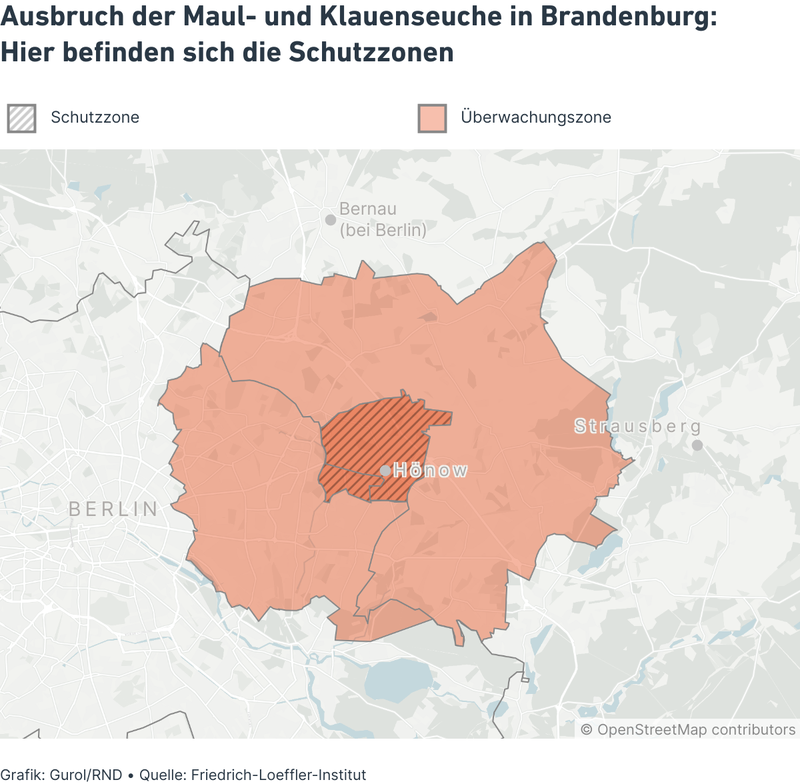 Ausbruch der Maul- und Klauenseuche in Brandenburg:
Hier befinden sich die Schutzzonen
Schutzzone
Überwachungszone
Bernau
(bei Berlin)
Strausberg
Hönow
BERLIN
© OpenStreetMap contributors
Grafik: Gurol/RND • Quelle: Friedrich-Loeffler-Institut